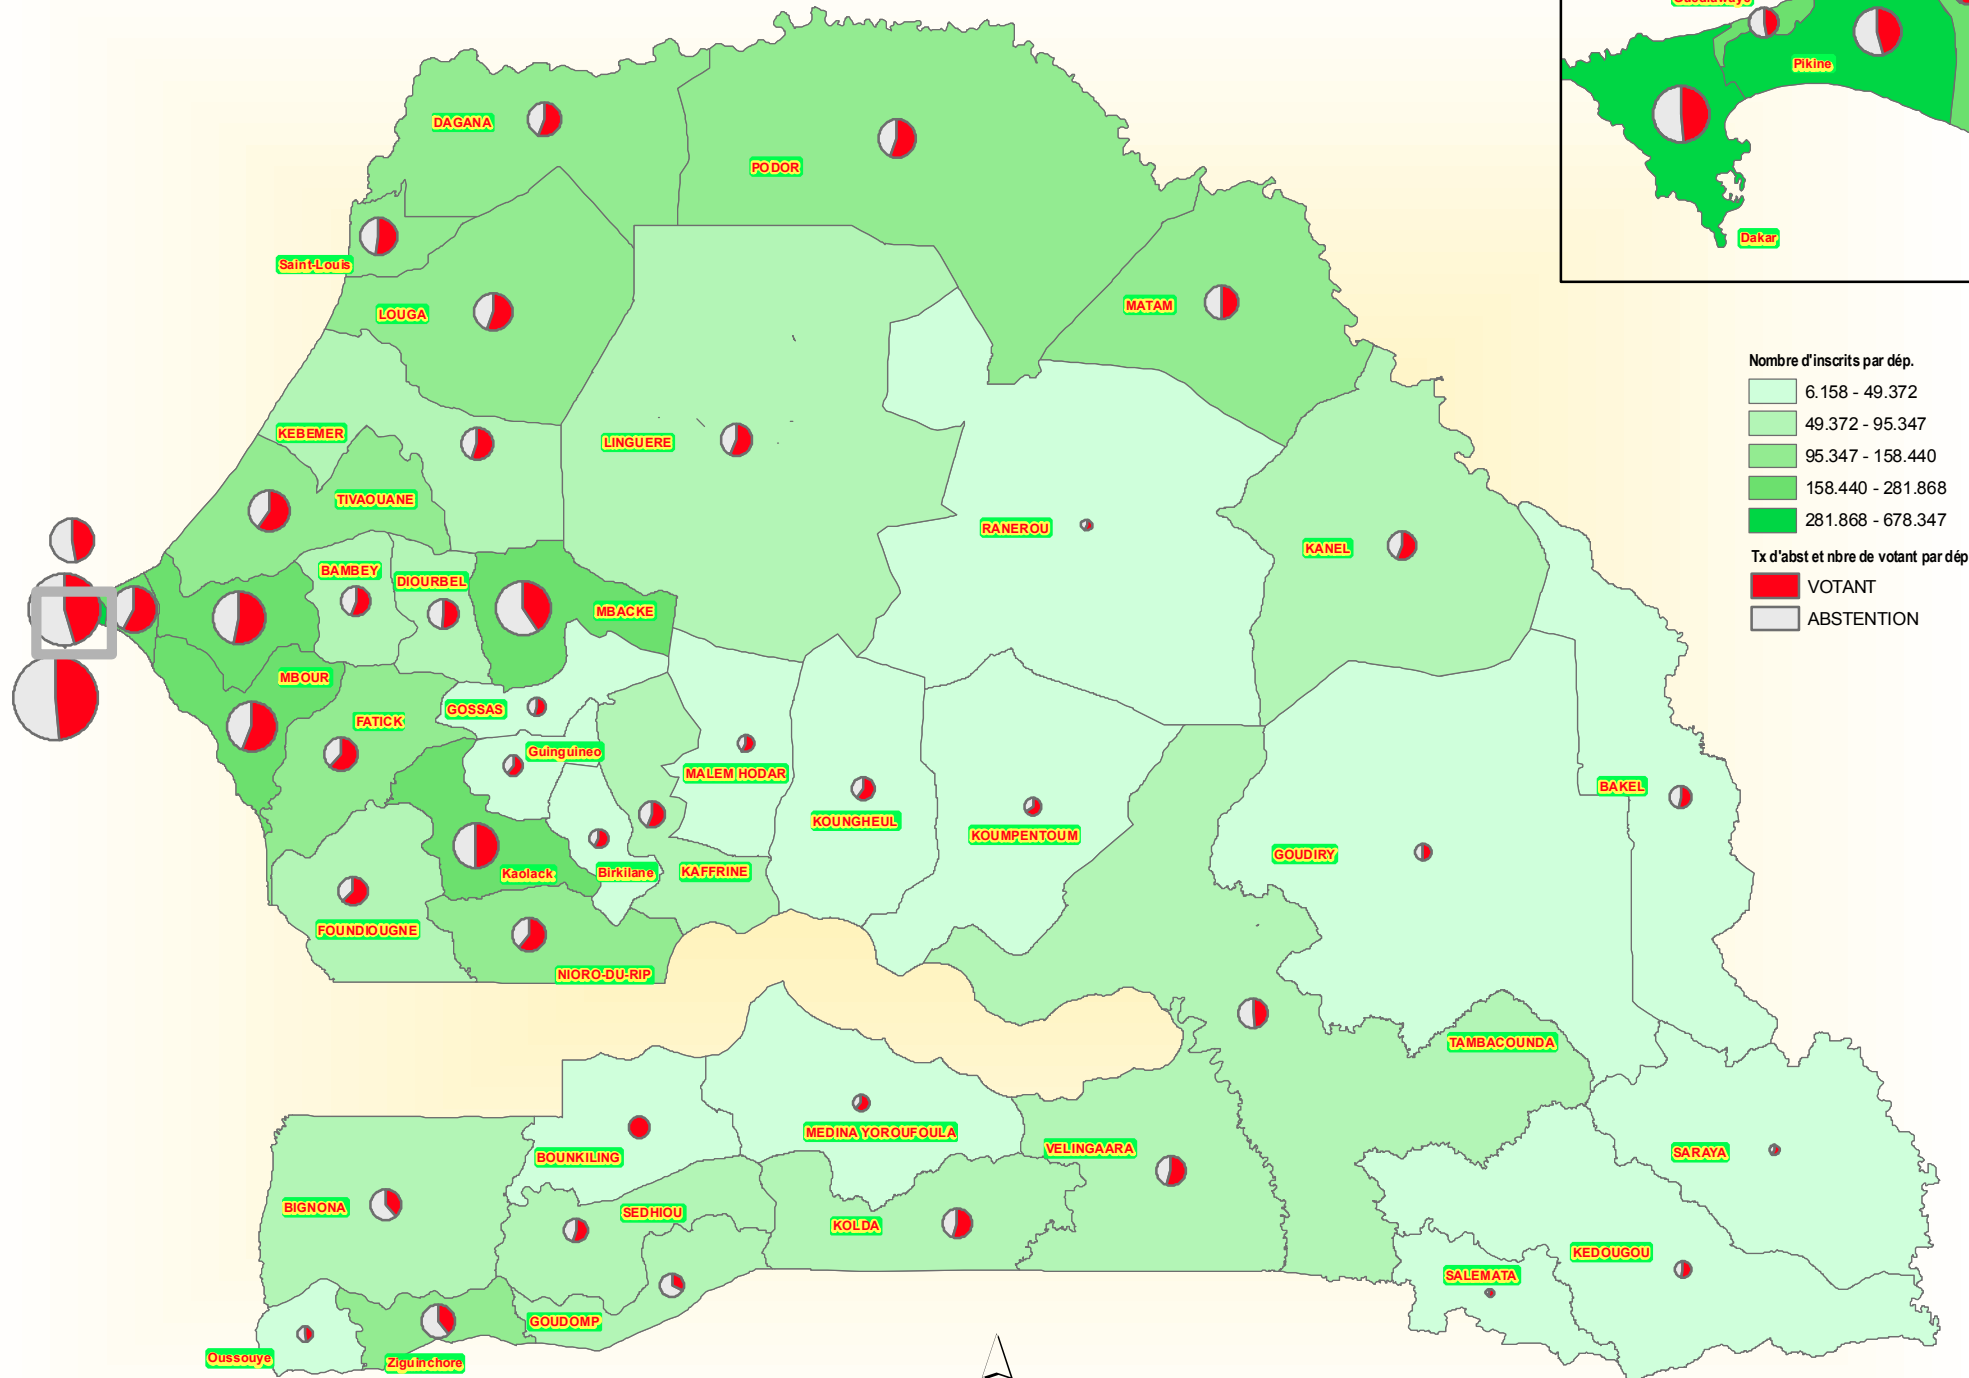 Guediawaye
Pikine
Dakar
DAGANA
PODOR
Saint-Louis
LOUGA
MATAM
KEBEMER
LINGUERE
TIVAOUANE
RANEROU
KANEL
BAMBEY
DIOURBEL
MBACKE
MBOUR
GOSSAS
FATICK
Guinguineo
MALEM HODAR
KOUNGHEUL
KOUMPENTOUM
BAKEL
GOUDIRY
Kaolack
Birkilane
KAFFRINE
FOUNDIOUGNE
NIORO-DU-RIP
TAMBACOUNDA
MEDINA YOROUFOULA
VELINGAARA
BOUNKILING
SARAYA
BIGNONA
SEDHIOU
KOLDA
KEDOUGOU
SALEMATA
GOUDOMP
Oussouye
Ziguinchore
Nombre d'inscrits par dép.
6.158 - 49.372
49.372 - 95.347
95.347 - 158.440
158.440 - 281.868
281.868 - 678.347
Tx d'abst et nbre de votant par dép
VOTANT
ABSTENTION